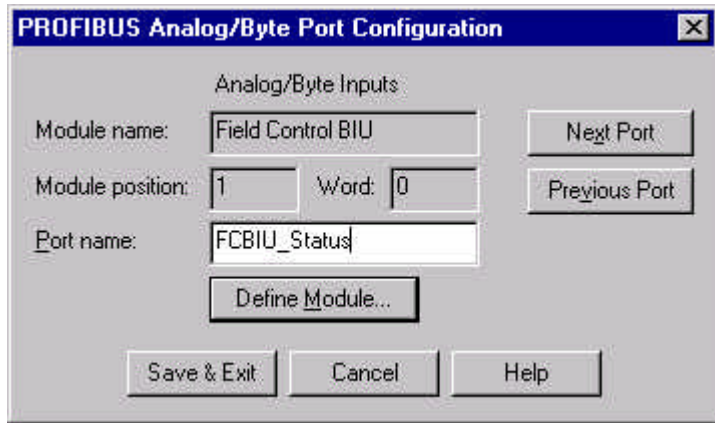 PROFIBUS Analog/Byte Port Configuration
Analog/Byte Inputs
Module name: Field Control BIU Next Port
Module position: 1 Word: 0 Previous Port
Port name: FCBIU_Status
Define Module...
Save & Exit Cancel Help